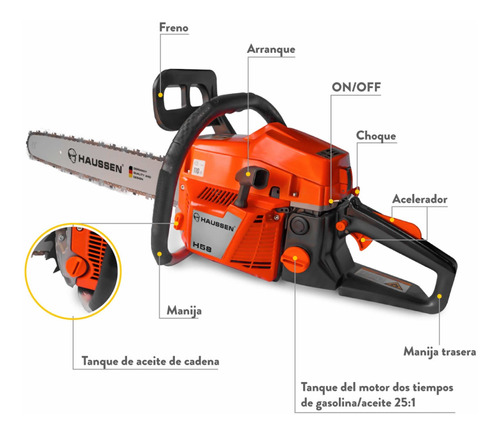 Freno
Arranque
ON/OFF
Choque
Acelerador
HAUSSEN
HAUSSEN
H58
Manija
Tanque de aceite de cadena
Manija trasera
Tanque del motor dos tiempos
de gasolina/aceite 25:1